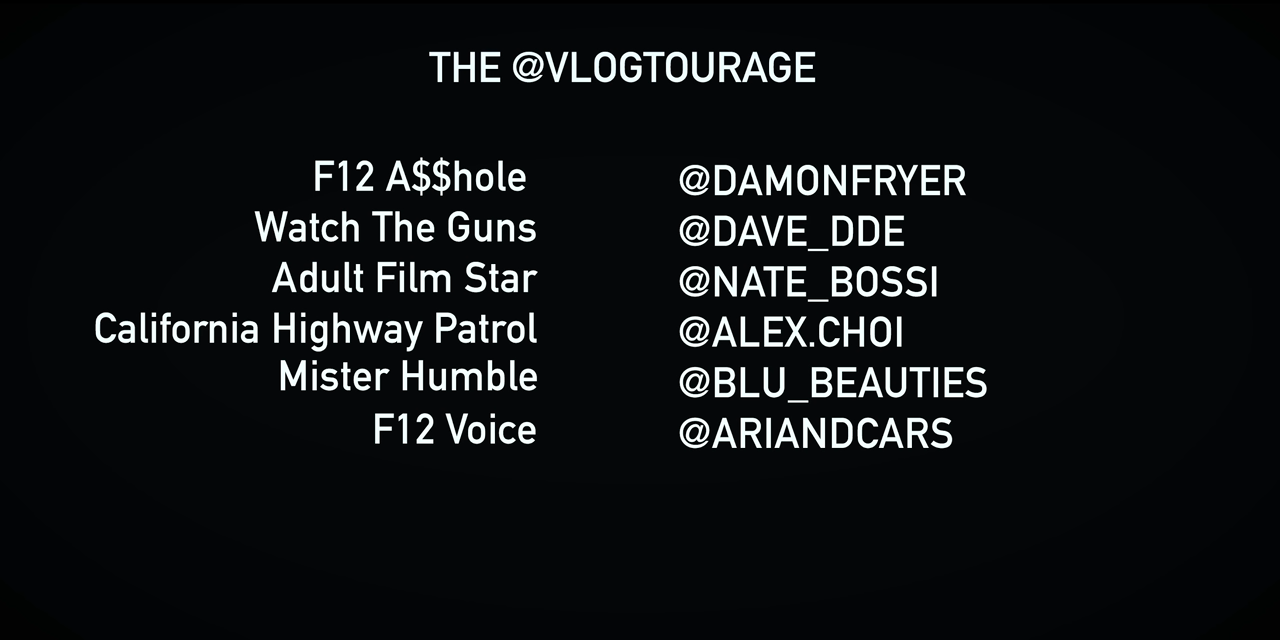 THE @VLOGTOURAGE
F12 A$$hole @DAMONFRYER
Watch The Guns @DAVE_DDE
Adult Film Star @NATE_BOSSI
California Highway Patrol @ALEX.CHOI
Mister Humble @BLU_BEAUTIES
F12 Voice @ARIANDCARS